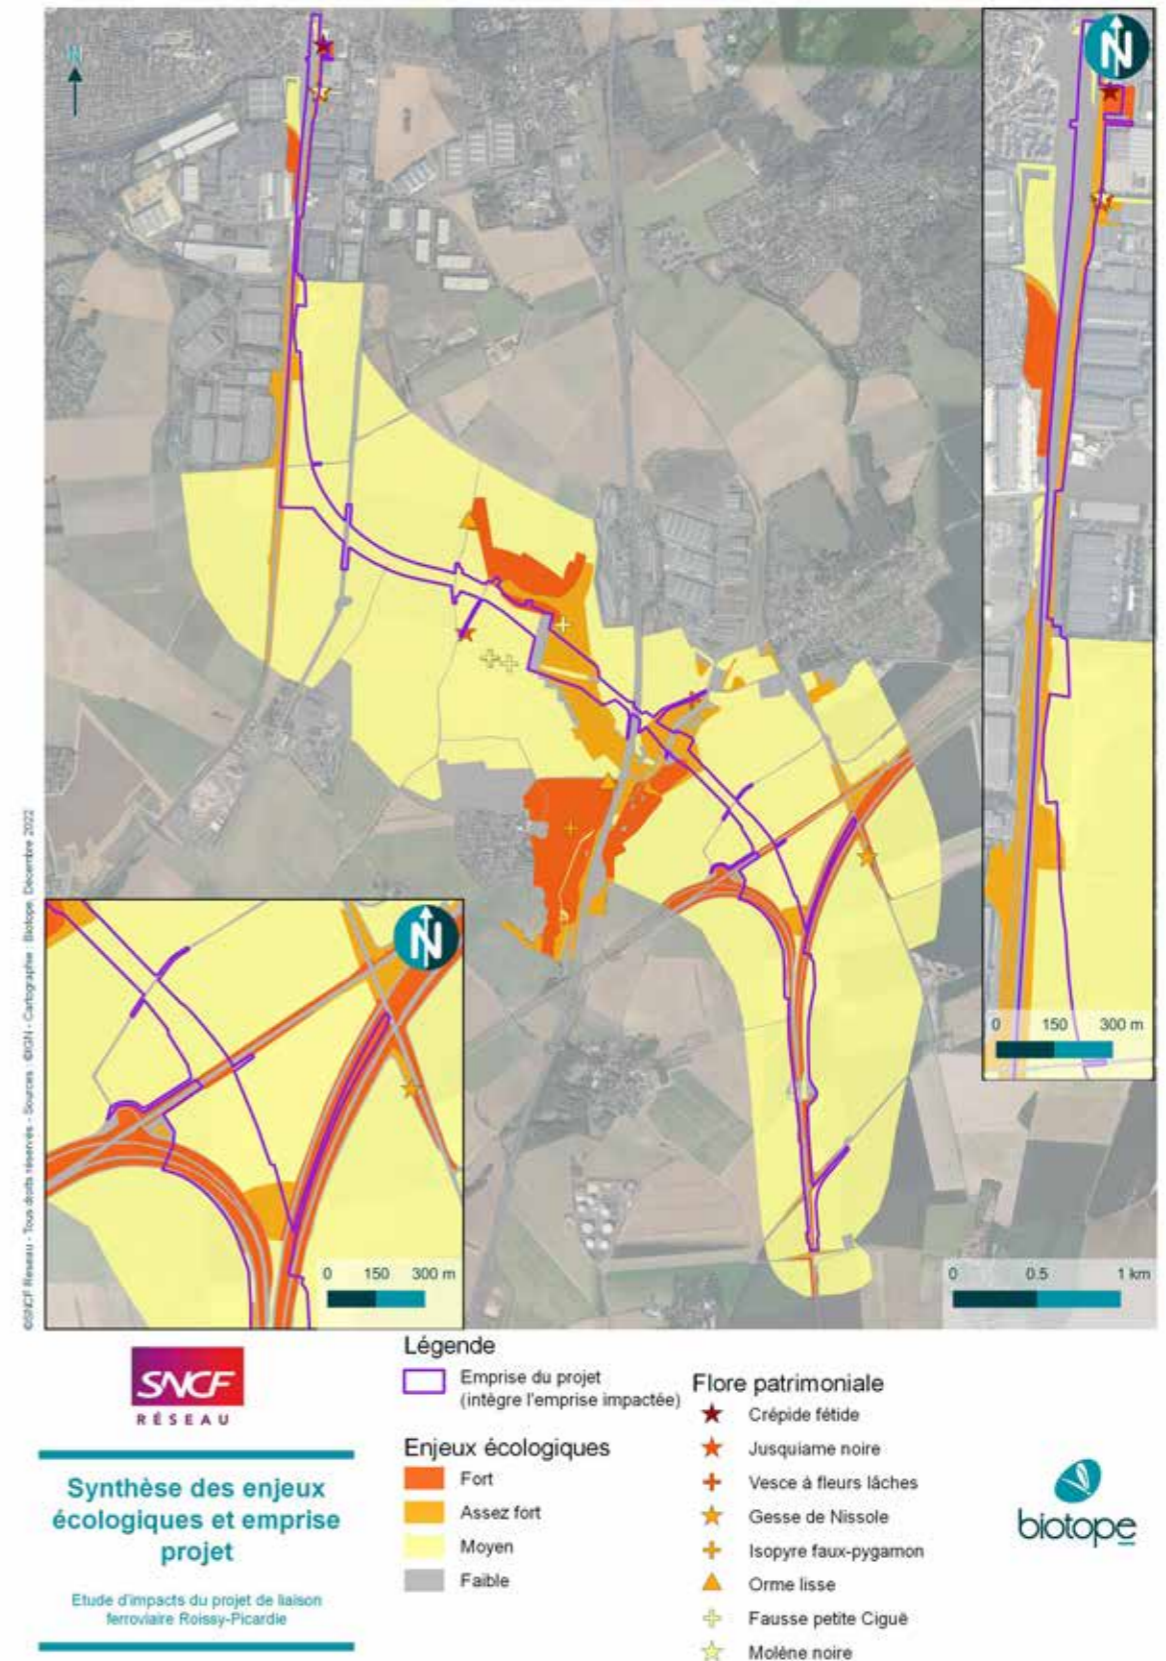 N
N
0 150 300 m
N
0 150 300 m
0 0.5 1 km
©SNCF Réseau - Tous droits réservés - Sources : ©IGN - Cartographie : Biotope, Décembre 2022
SNCF
RÉSEAU
Synthèse des enjeux
écologiques et emprise
projet
Etude d'impacts du projet de liaison
ferroviaire Roissy-Picardie
Légende
Emprise du projet
(intègre l'emprise impactée)
Enjeux écologiques
Fort
Assez fort
Moyen
Faible
Flore patrimoniale
Crépide fétide
Jusquiame noire
Vesce à fleurs lâches
Gesse de Nissole
Isopyre faux-pygamon
Orme lisse
Fausse petite Ciguë
Molène noire
biotope